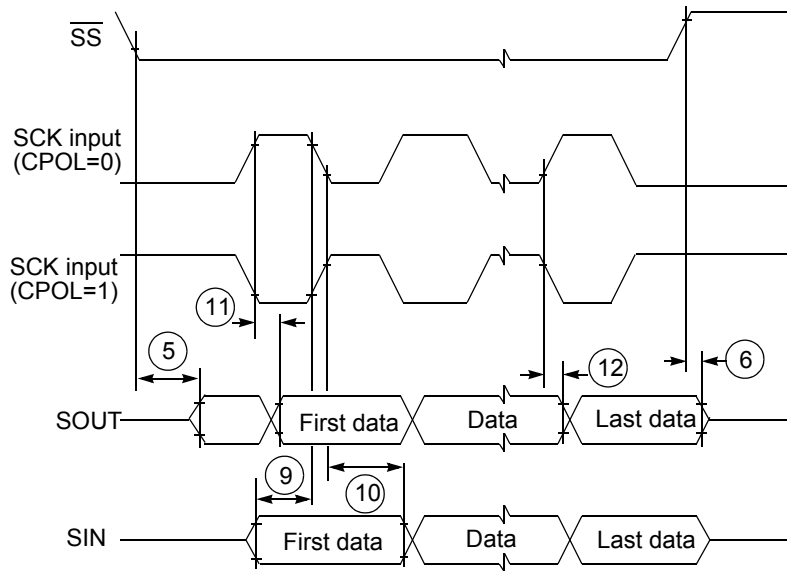 SS
SCK input
(CPOL=0)
SCK input
(CPOL=1)
11
5
12
6
SOUT
First data
Data
Last data
9
10
SIN
First data
Data
Last data